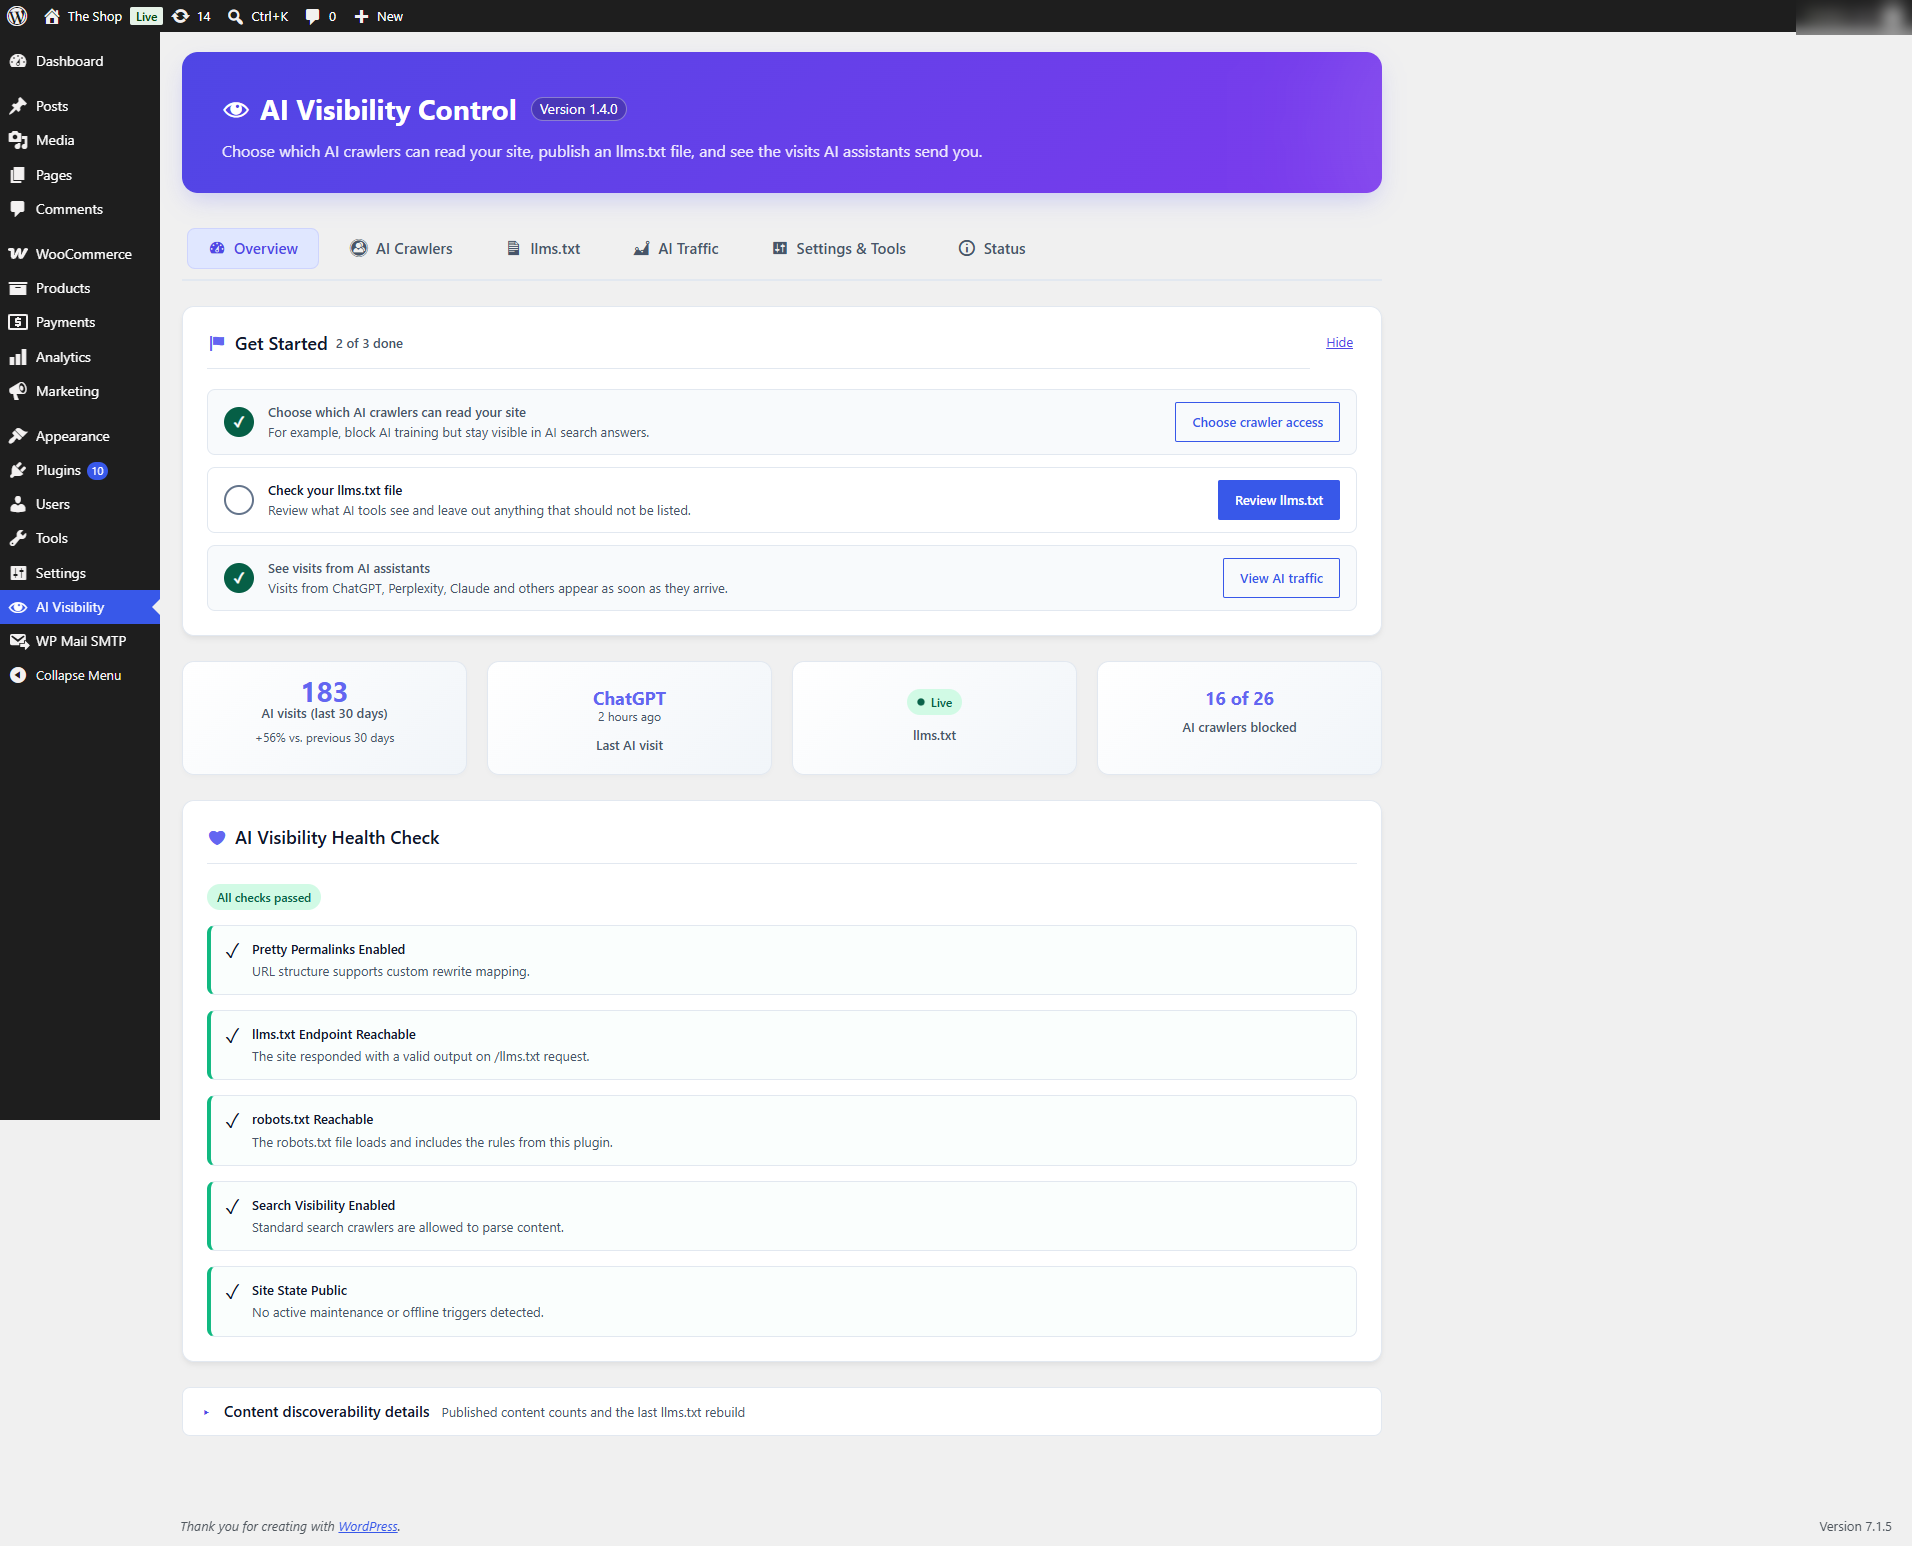 The Shop Live 14 Ctrl+K 0 New
Dashboard
Posts
Media
Pages
Comments
WooCommerce
Products
Payments
Analytics
Marketing
Appearance
Plugins 10
Users
Tools
Settings
AI Visibility
WP Mail SMTP
Collapse Menu
AI Visibility Control Version 1.4.0
Choose which AI crawlers can read your site, publish an llms.txt file, and see the visits AI assistants send you.
Overview AI Crawlers llms.txt AI Traffic Settings & Tools Status
Get Started 2 of 3 done Hide
Choose which AI crawlers can read your site
For example, block AI training but stay visible in AI search answers.
Choose crawler access
Check your llms.txt file
Review what AI tools see and leave out anything that should not be listed.
Review llms.txt
See visits from AI assistants
Visits from ChatGPT, Perplexity, Claude and others appear as soon as they arrive.
View AI traffic
183
AI visits (last 30 days)
+56% vs. previous 30 days
ChatGPT
2 hours ago
Last AI visit
Live
llms.txt
16 of 26
AI crawlers blocked
AI Visibility Health Check
All checks passed
Pretty Permalinks Enabled
URL structure supports custom rewrite mapping.
llms.txt Endpoint Reachable
The site responded with a valid output on /llms.txt request.
robots.txt Reachable
The robots.txt file loads and includes the rules from this plugin.
Search Visibility Enabled
Standard search crawlers are allowed to parse content.
Site State Public
No active maintenance or offline triggers detected.
Content discoverability details Published content counts and the last llms.txt rebuild
Thank you for creating with WordPress.
Version 7.1.5